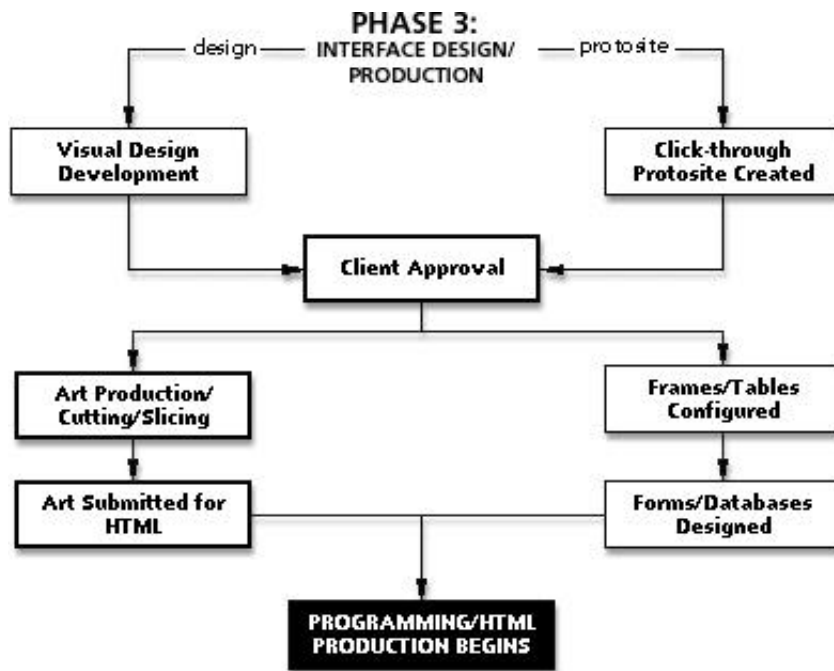 PHASE 3:
design
INTERFACE DESIGN/
protosite
PRODUCTION
Visual Design
Development
Click-through
Protosite Created
Client Approval
Art Production/
Cutting/Slicing
Frames/Tables
Configured
Art Submitted for
HTML
Forms/Databases
Designed
PROGRAMMING/HTML
PRODUCTION BEGINS